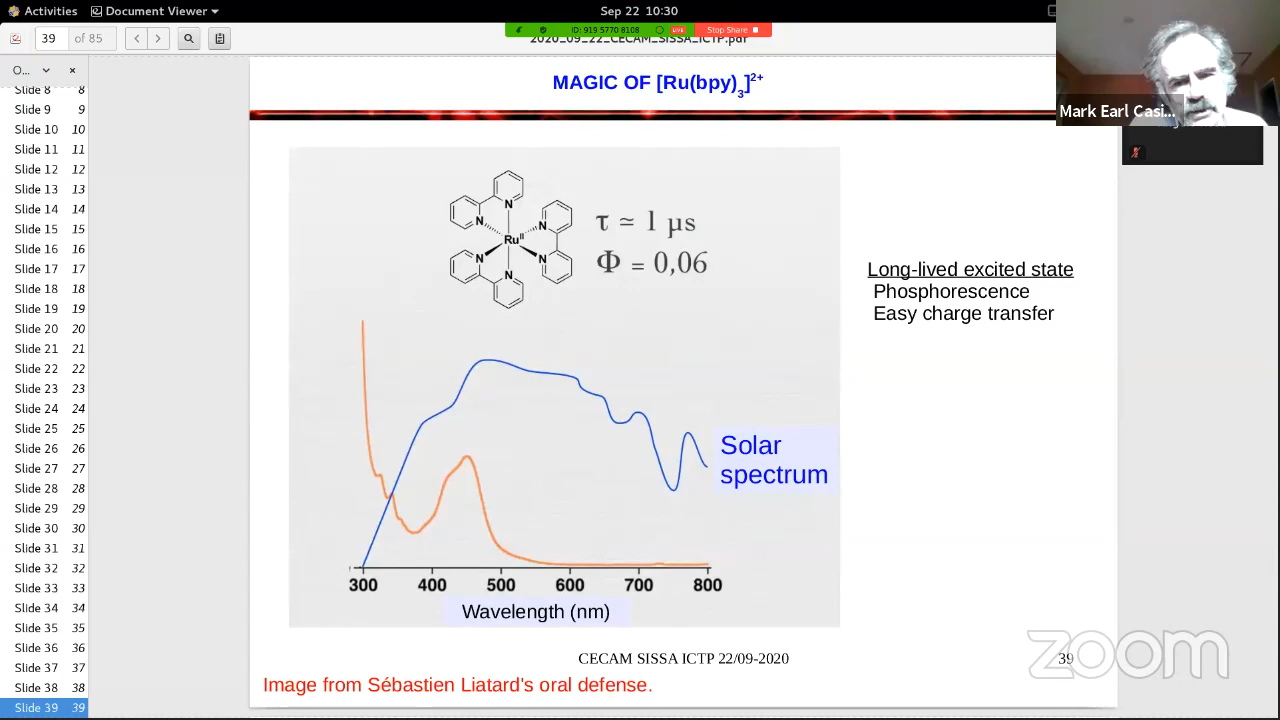 Activities Document Viewer Sep 22 10:30
39 of 85
ID: 919 5770 8108 LIVE Stop Share
2020_09_22_CECAM_SISSA_ICTP.pdf
O...
Slide 8 8
Slide 9 9
Slide 10 10
Slide 11 11
Slide 12 12
Slide 13 13
Slide 14 14
Slide 15 15
Slide 16 16
Slide 17 17
Slide 18 18
Slide 19 19
Slide 20 20
Slide 21 21
Slide 22 22
Slide 23 23
Slide 24 24
Slide 25 25
Slide 26 26
Slide 27 27
Slide 28 28
Slide 29 29
Slide 30 30
Slide 31 31
Slide 32 32
Slide 33 33
Slide 34 34
Slide 35 35
Slide 36 36
Slide 37 37
Slide 38 38
Slide 39 39
MAGIC OF [Ru(bpy)₃]²⁺
Mark Earl Casi...
N
N N
Ruᴵᴵ
N N
N
τ ≃ 1 µs
Φ = 0,06
Long-lived excited state
Phosphorescence
Easy charge transfer
Solar
spectrum
300 400 500 600 700 800
Wavelength (nm)
CECAM SISSA ICTP 22/09-2020 39
zoom
Image from Sébastien Liatard's oral defense.